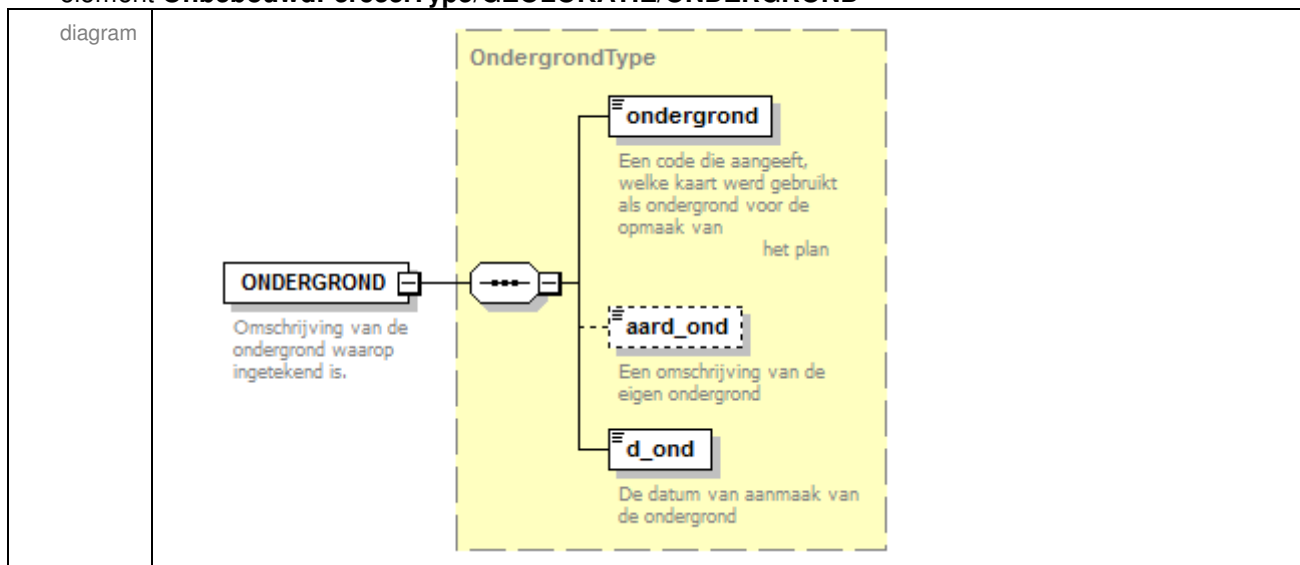 diagram
OndergrondType
ondergrond
Een code die aangeeft,
welke kaart werd gebruikt
als ondergrond voor de
opmaak van
het plan
ONDERGROND
Omschrijving van de
ondergrond waarop
ingetekend is.
aard_ond
Een omschrijving van de
eigen ondergrond
d_ond
De datum van aanmaak van
de ondergrond